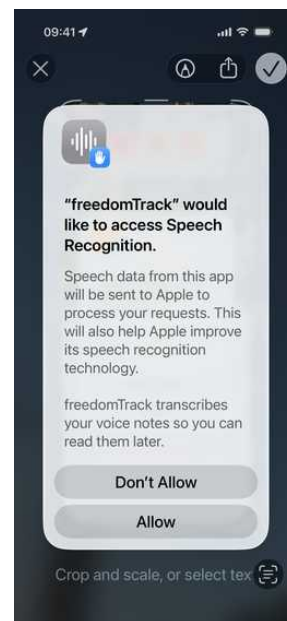 09:41
“freedomTrack” would
like to access Speech
Recognition.
Speech data from this app
will be sent to Apple to
process your requests. This
will also help Apple improve
its speech recognition
technology.
freedomTrack transcribes
your voice notes so you can
read them later.
Don’t Allow
Allow
Crop and scale, or select tex